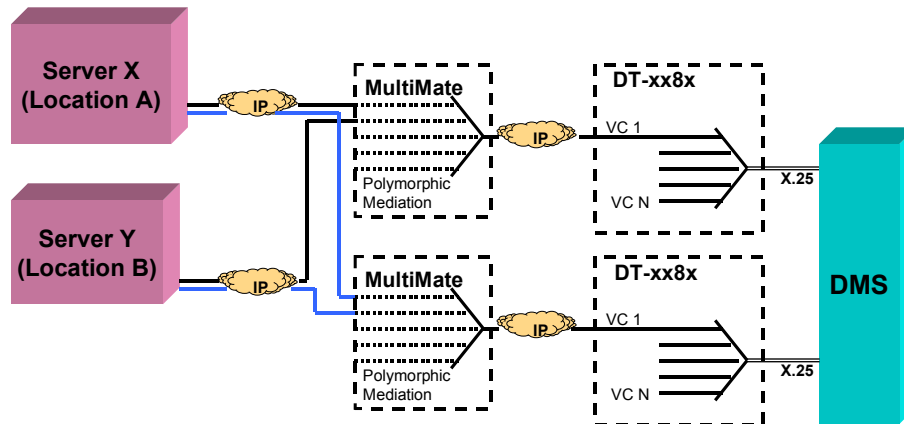 Server X
(Location A)
IP
MultiMate
Polymorphic
Mediation
IP
DT-xx8x
VC 1
VC N
X.25
Server Y
(Location B)
IP
MultiMate
Polymorphic
Mediation
IP
DT-xx8x
VC 1
VC N
X.25
DMS